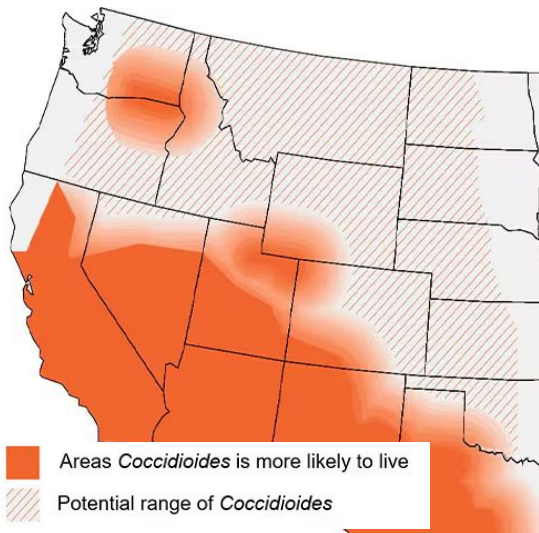 Areas Coccidioides is more likely to live
Potential range of Coccidioides